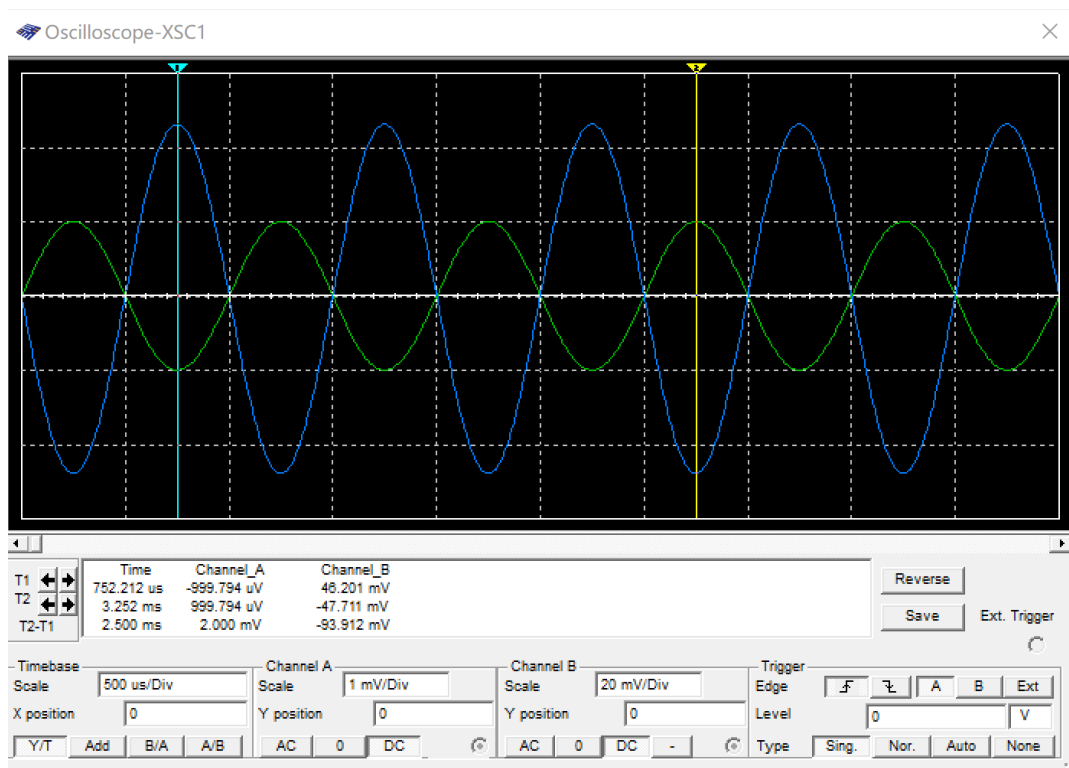 Oscilloscope-XSC1
1 2
Time Channel_A Channel_B
T1 752.212 us -999.794 uV 46.201 mV
T2 3.252 ms 999.794 uV -47.711 mV
T2-T1 2.500 ms 2.000 mV -93.912 mV
Reverse
Save Ext. Trigger
Timebase Channel A Channel B Trigger
Scale 500 us/Div Scale 1 mV/Div Scale 20 mV/Div Edge A B Ext
X position 0 Y position 0 Y position 0 Level 0 V
Y/T Add B/A A/B AC 0 DC AC 0 DC - Type Sing. Nor. Auto None